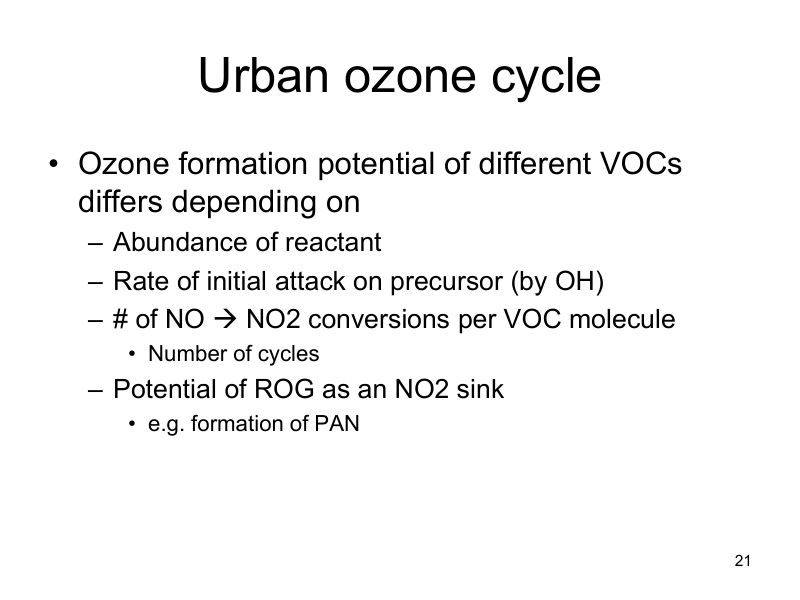 Urban ozone cycle
• Ozone formation potential of different VOCs
differs depending on
– Abundance of reactant
– Rate of initial attack on precursor (by OH)
– # of NO → NO2 conversions per VOC molecule
• Number of cycles
– Potential of ROG as an NO2 sink
• e.g. formation of PAN
21